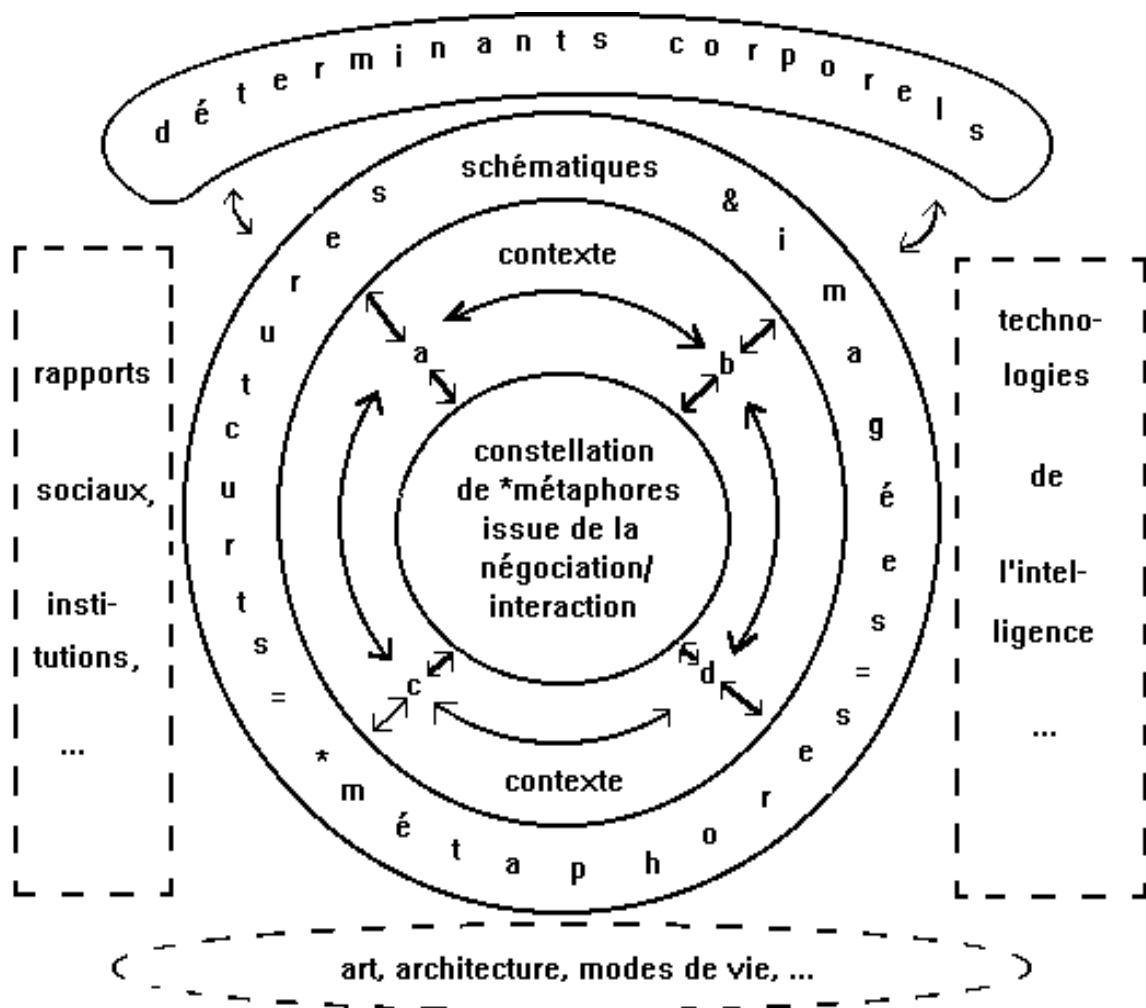 déterminants corporels
schématiques
& imagées
=
*métaphores
=
structures
contexte
a
b
rapports
sociaux,
insti-
tutions,
...
constellation
de *métaphores
issue de la
négociation/
interaction
techno-
logies
de
l'intel-
ligence
...
c
d
contexte
art, architecture, modes de vie, ...